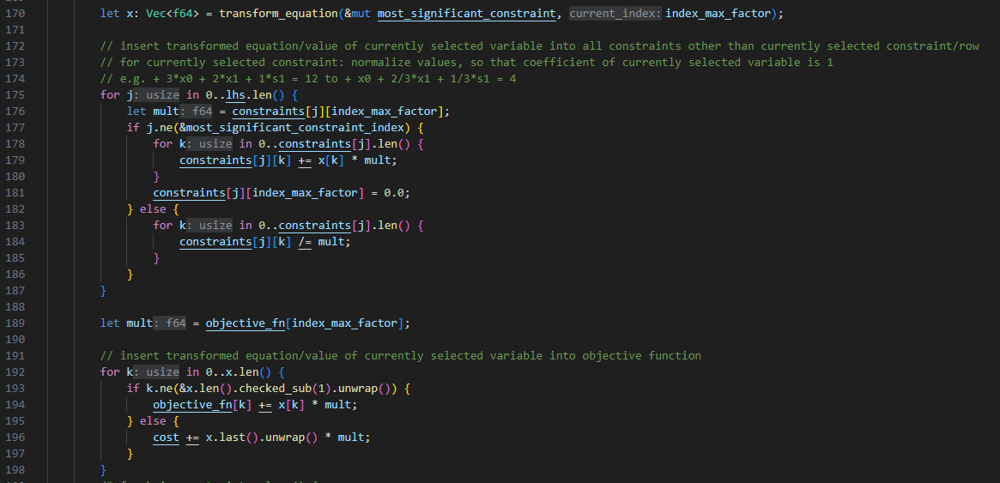 170 let x: Vec<f64> = transform_equation(&mut most_significant_constraint, current_index: index_max_factor);
171
172 // insert transformed equation/value of currently selected variable into all constraints other than currently selected constraint/row
173 // for currently selected constraint: normalize values, so that coefficient of currently selected variable is 1
174 // e.g. + 3*x0 + 2*x1 + 1*s1 = 12 to + x0 + 2/3*x1 + 1/3*s1 = 4
175 for j: usize in 0..lhs.len() {
176 let mult: f64 = constraints[j][index_max_factor];
177 if j.ne(&most_significant_constraint_index) {
178 for k: usize in 0..constraints[j].len() {
179 constraints[j][k] += x[k] * mult;
180 }
181 constraints[j][index_max_factor] = 0.0;
182 } else {
183 for k: usize in 0..constraints[j].len() {
184 constraints[j][k] /= mult;
185 }
186 }
187 }
188
189 let mult: f64 = objective_fn[index_max_factor];
190
191 // insert transformed equation/value of currently selected variable into objective function
192 for k: usize in 0..x.len() {
193 if k.ne(&x.len().checked_sub(1).unwrap()) {
194 objective_fn[k] += x[k] * mult;
195 } else {
196 cost += x.last().unwrap() * mult;
197 }
198 }